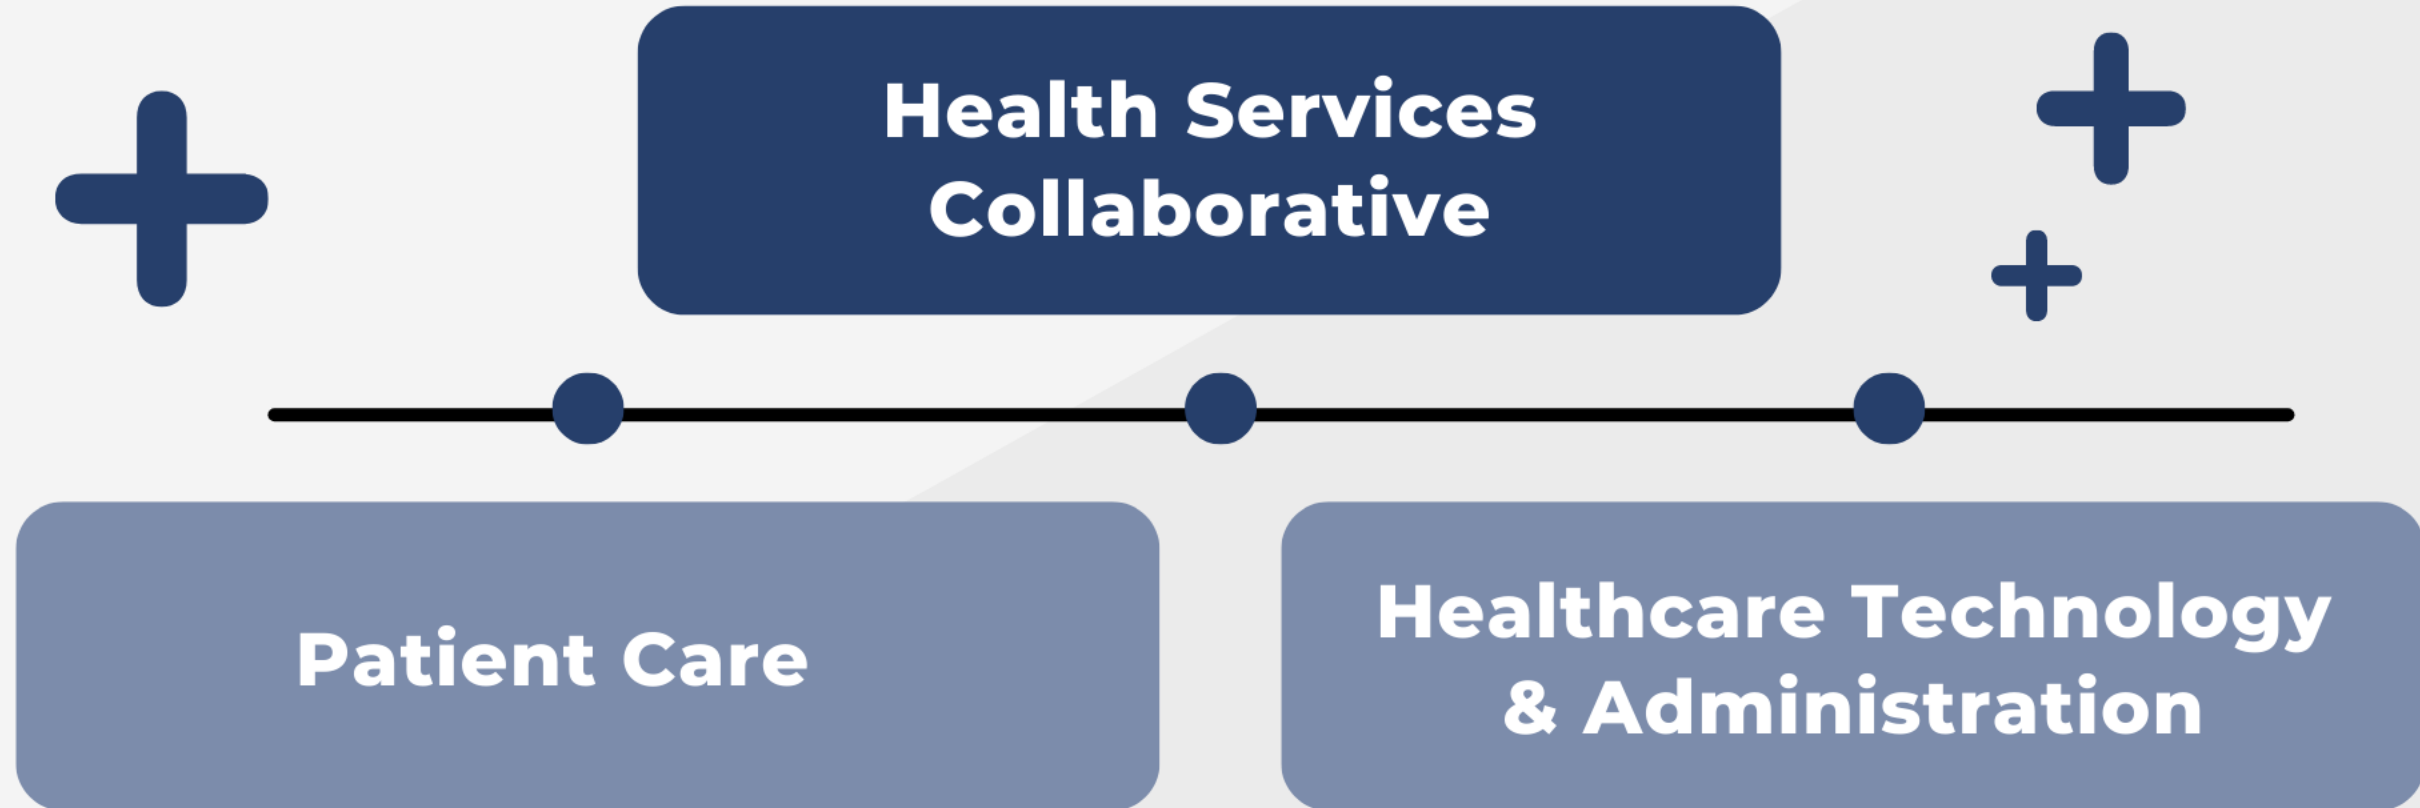 Health Services
Collaborative
Patient Care
Healthcare Technology
& Administration